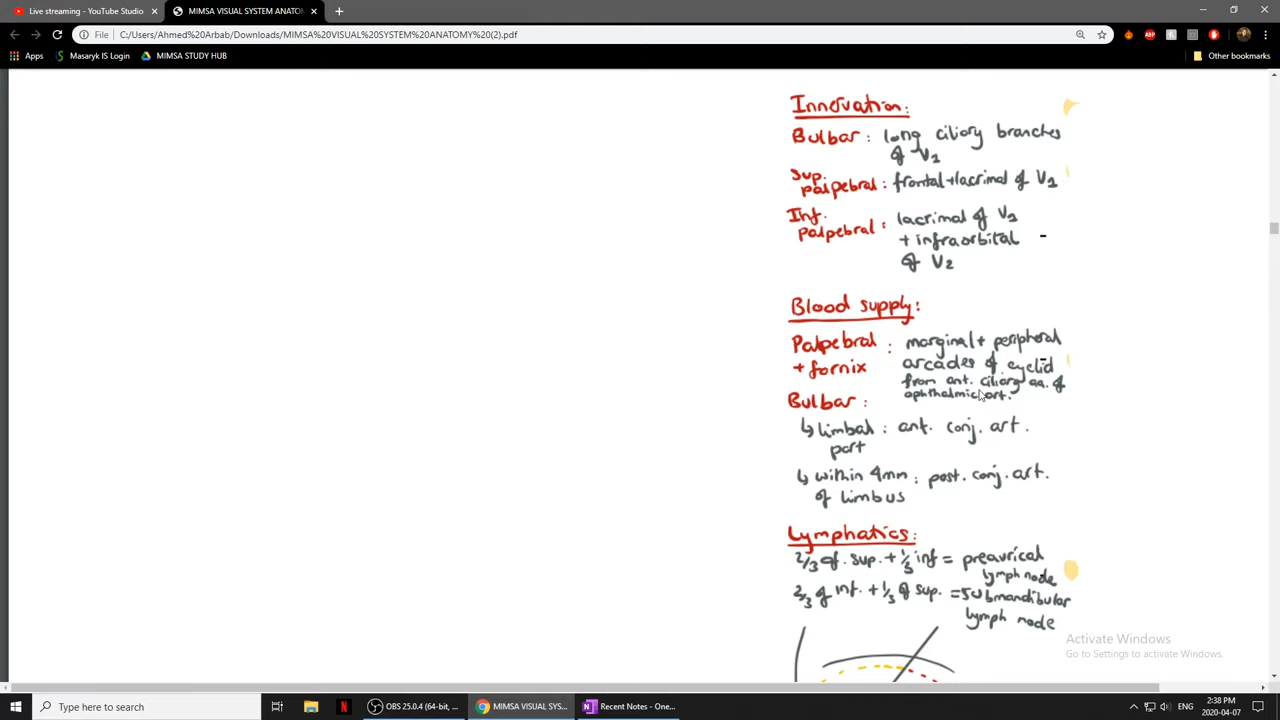 Live streaming - YouTube Studio
MIMSA VISUAL SYSTEM ANATO
File
C:/Users/Ahmed%20Arbab/Downloads/MIMSA%20VISUAL%20SYSTEM%20ANATOMY%20(2).pdf
ABP
Apps
Masaryk IS Login
MIMSA STUDY HUB
Other bookmarks
Innervation:
Bulbar: long ciliary branches
of V1
Sup.
palpebral: frontal+lacrimal of V1
Inf.
palpebral: lacrimal of V1
+ infraorbital
of V2
Blood supply:
Palpebral : marginal + peripheral
+ fornix arcades of eyelid
from ant. ciliary aa. of
ophthalmic art.
Bulbar:
↳ limbal : ant. conj. art.
part
↳ within 4mm : post. conj. art.
of limbus
Lymphatics:
2/3 of sup. + 1/3 inf = preavrical
lymph node
2/3 of inf. + 1/3 of sup. = submandibular
lymph node
Activate Windows
Go to Settings to activate Windows.
Type here to search
OBS 25.0.4 (64-bit, ...
MIMSA VISUAL SYS...
Recent Notes - One...
ENG
2:38 PM
2020-04-07